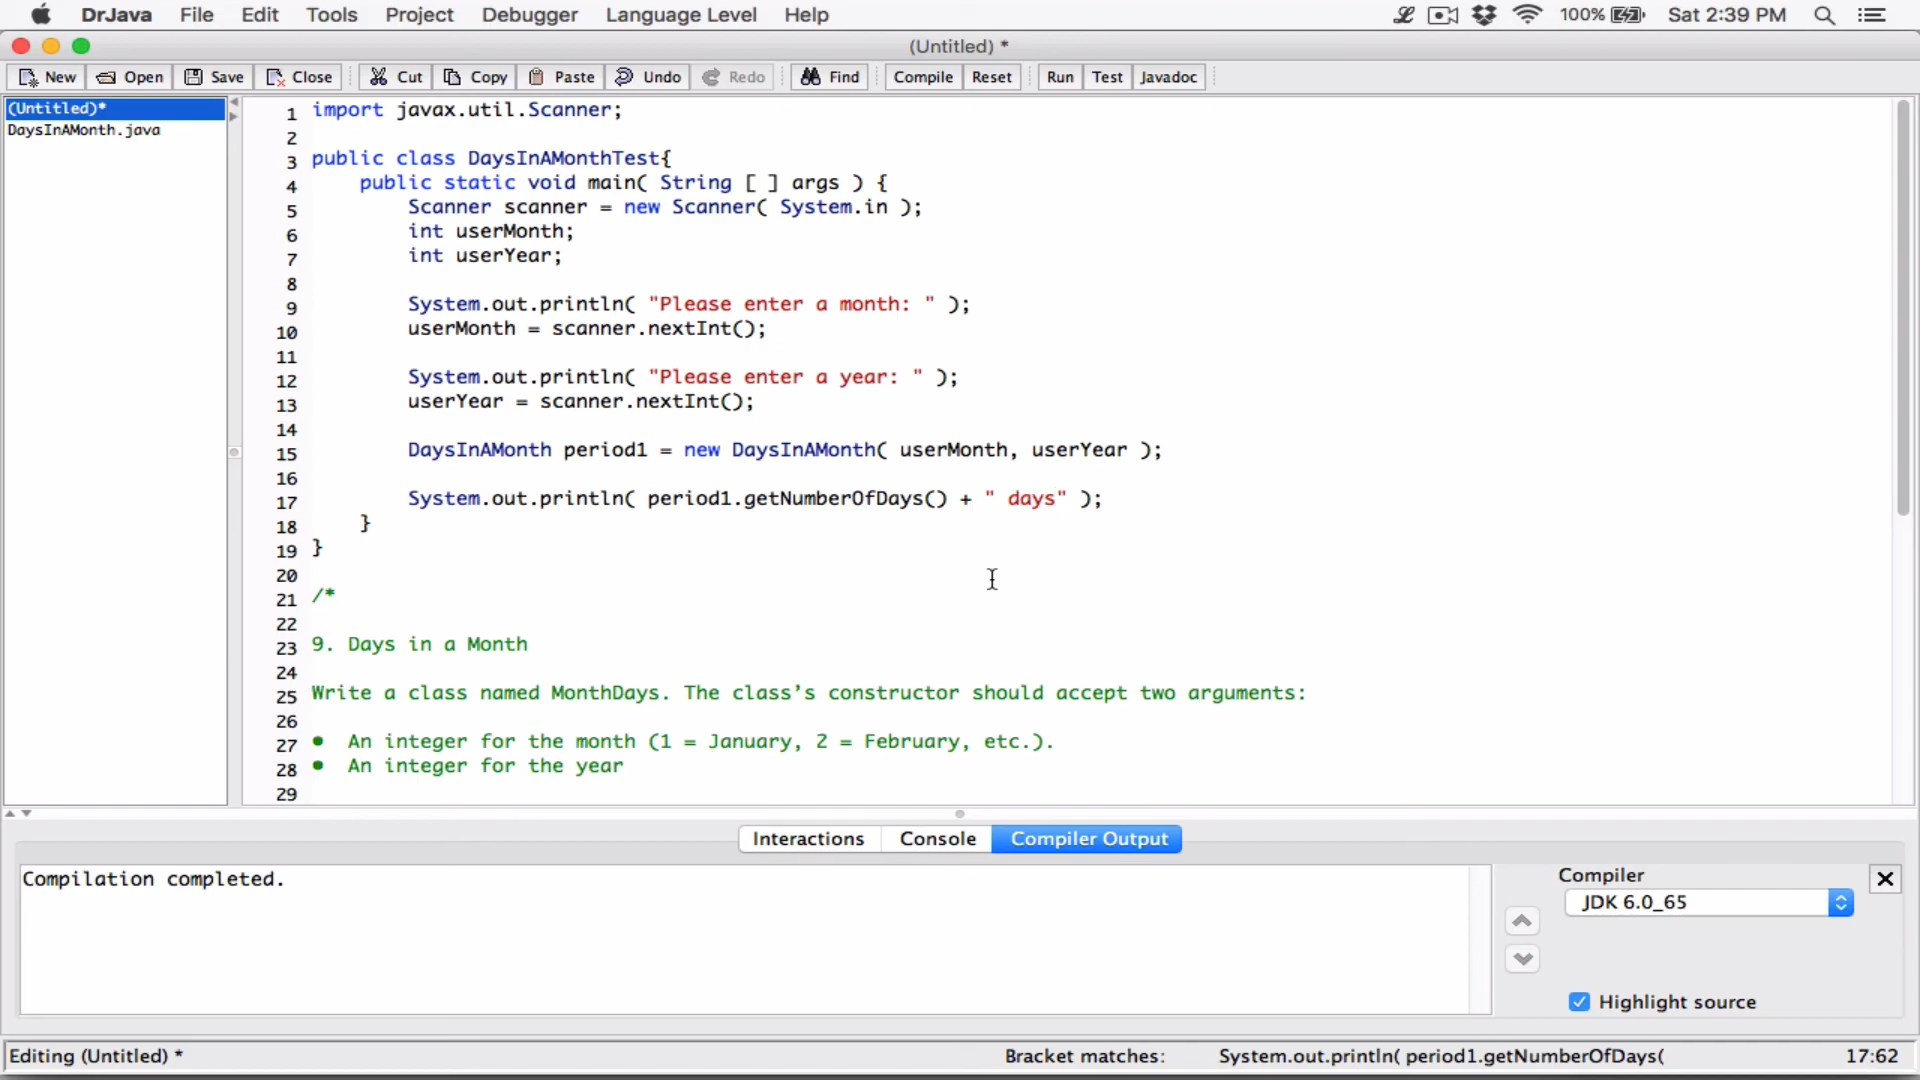 DrJava File Edit Tools Project Debugger Language Level Help 100% Sat 2:39 PM
(Untitled) *
New Open Save Close Cut Copy Paste Undo Redo Find Compile Reset Run Test Javadoc
(Untitled)*
DaysInAMonth.java
1 import javax.util.Scanner;
2
3 public class DaysInAMonthTest{
4 public static void main( String [ ] args ) {
5 Scanner scanner = new Scanner( System.in );
6 int userMonth;
7 int userYear;
8
9 System.out.println( "Please enter a month: " );
10 userMonth = scanner.nextInt();
11
12 System.out.println( "Please enter a year: " );
13 userYear = scanner.nextInt();
14
15 DaysInAMonth period1 = new DaysInAMonth( userMonth, userYear );
16
17 System.out.println( period1.getNumberOfDays() + " days" );
18 }
19 }
20
21 /*
22
23 9. Days in a Month
24
25 Write a class named MonthDays. The class’s constructor should accept two arguments:
26
27 • An integer for the month (1 = January, 2 = February, etc.).
28 • An integer for the year
29
Interactions Console Compiler Output
Compilation completed.
Compiler
JDK 6.0_65
Highlight source
Editing (Untitled) * Bracket matches: System.out.println( period1.getNumberOfDays( 17:62